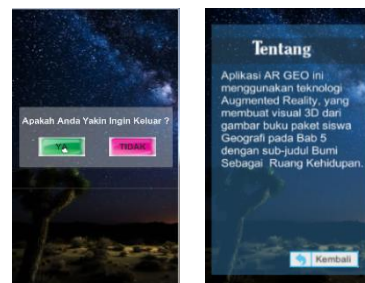 Apakah Anda Yakin Ingin Keluar ?
YA
TIDAK
Tentang
Aplikasi AR GEO ini
menggunakan teknologi
Augmented Reality, yang
membuat visual 3D dari
gambar buku paket siswa
Geografi pada Bab 5
dengan sub-judul Bumi
Sebagai Ruang Kehidupan.
Kembali